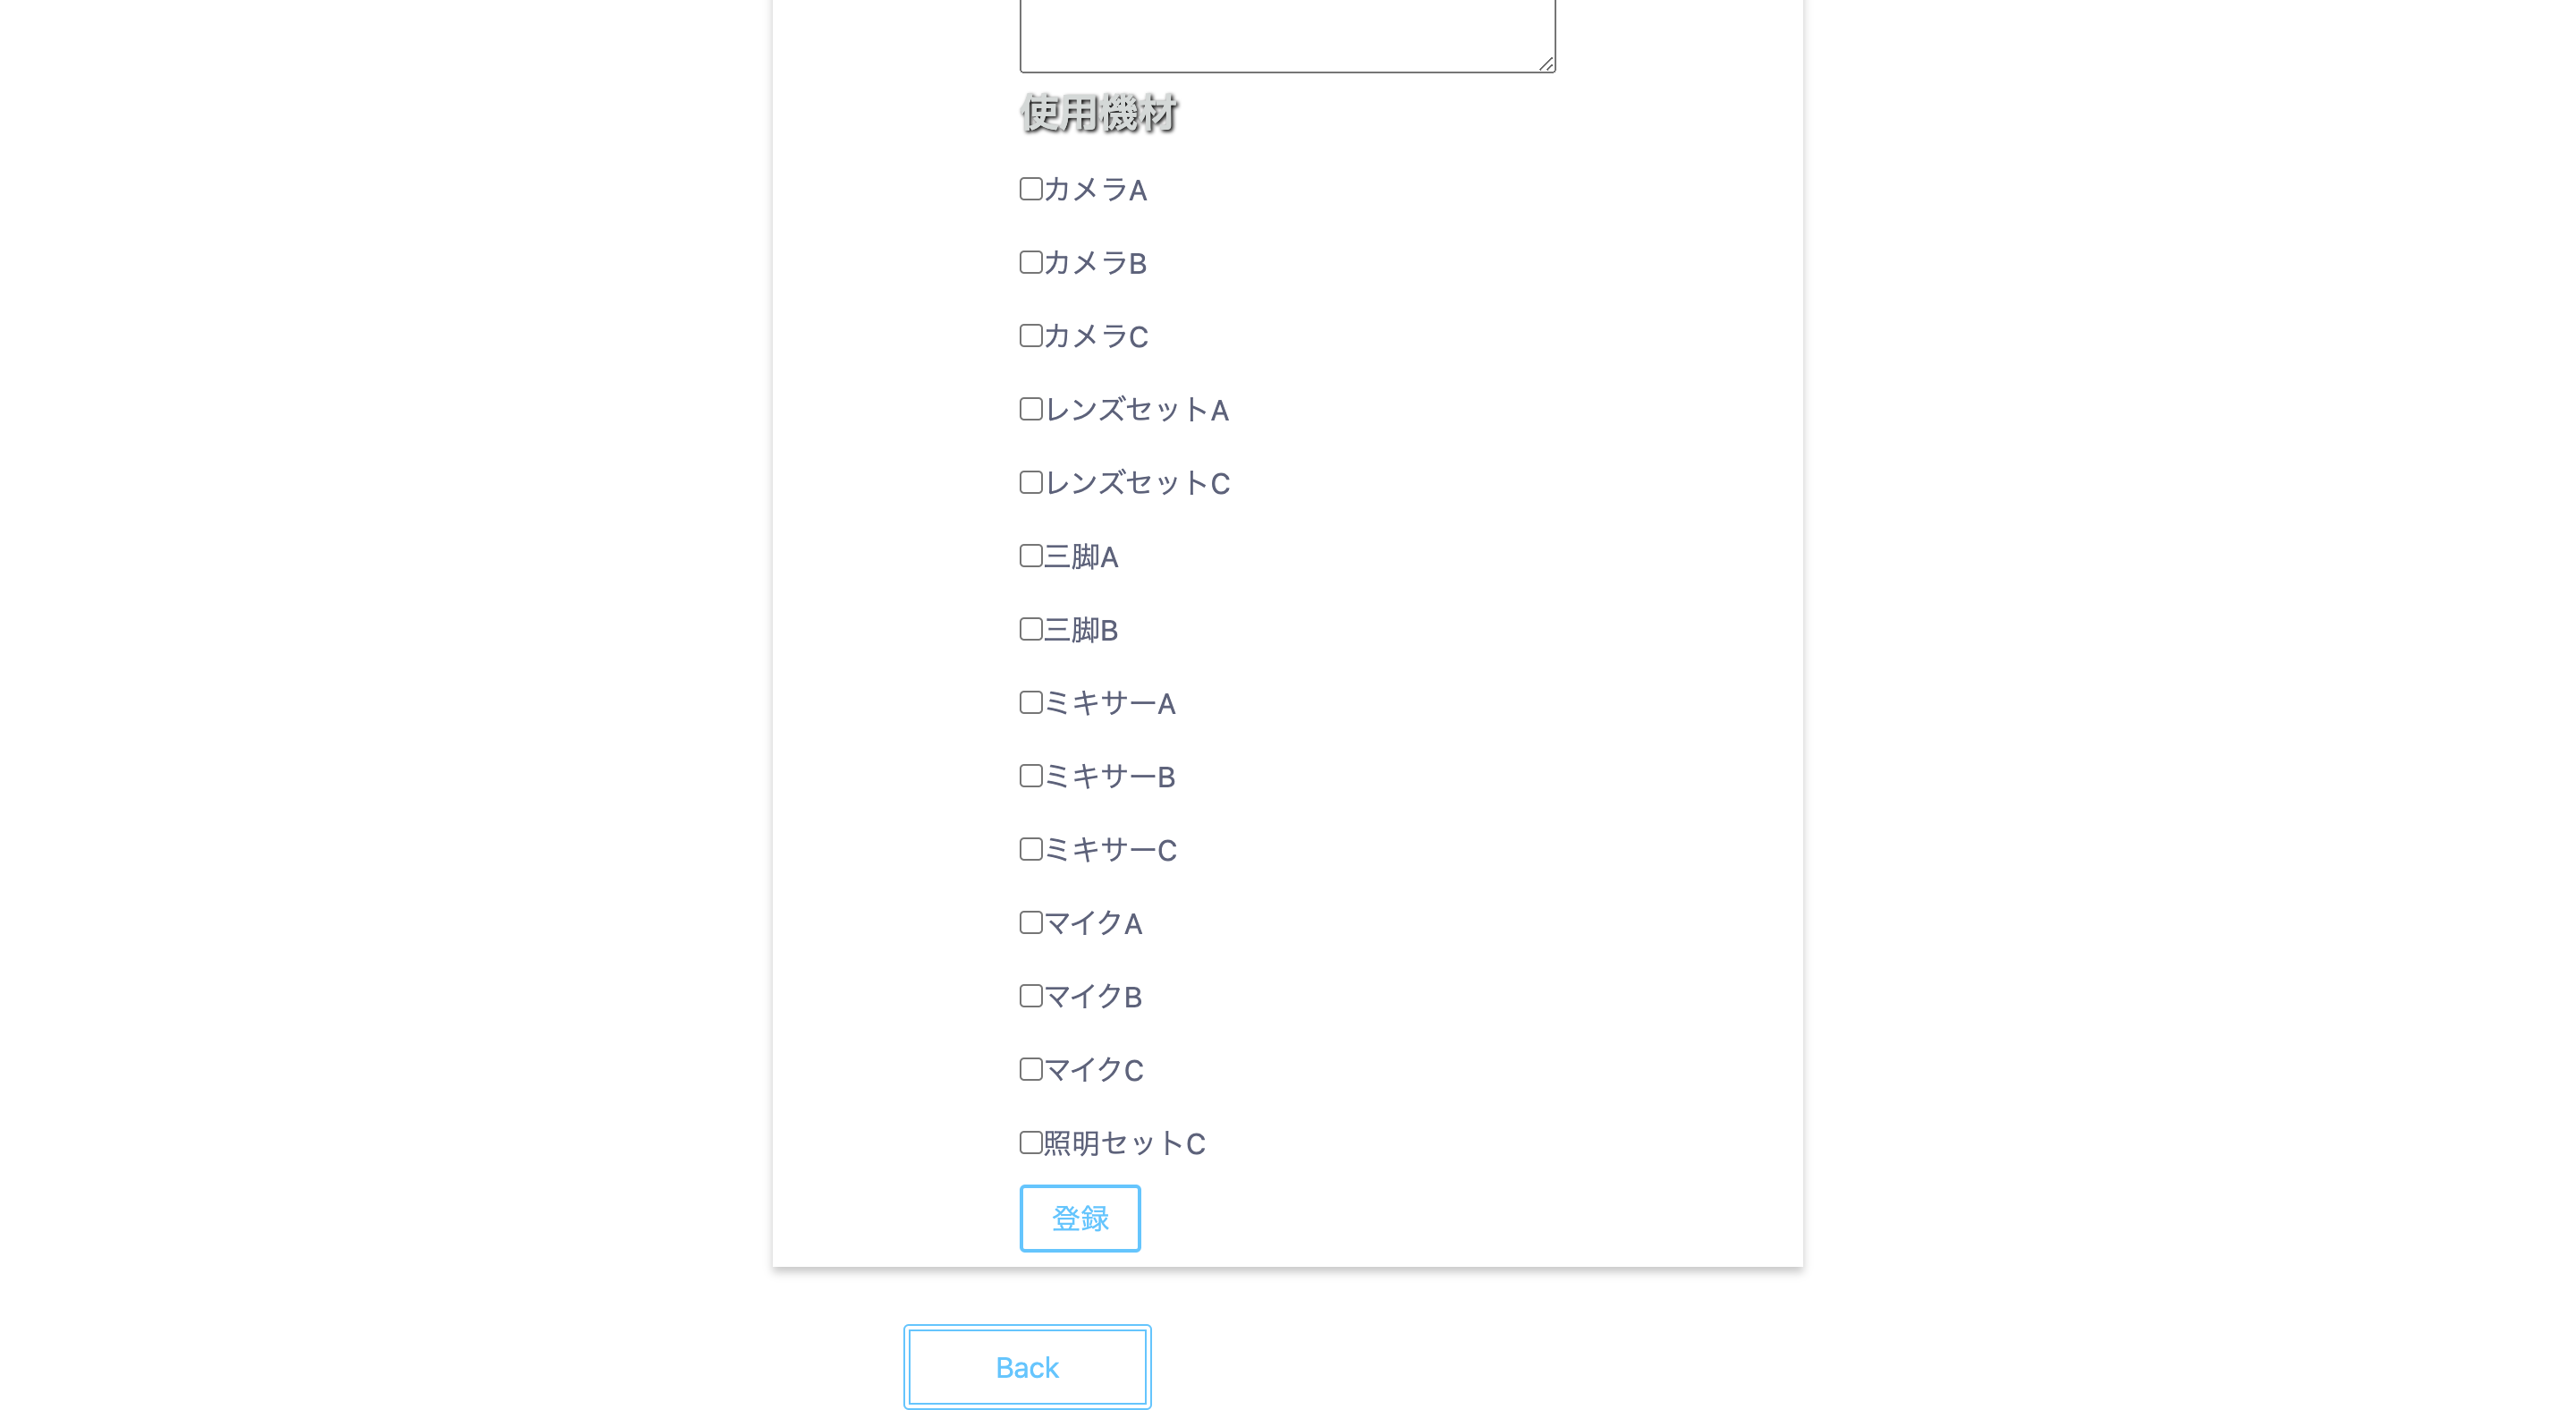 使用機材
カメラA
カメラB
カメラC
レンズセットA
レンズセットC
三脚A
三脚B
ミキサーA
ミキサーB
ミキサーC
マイクA
マイクB
マイクC
照明セットC
登録
Back